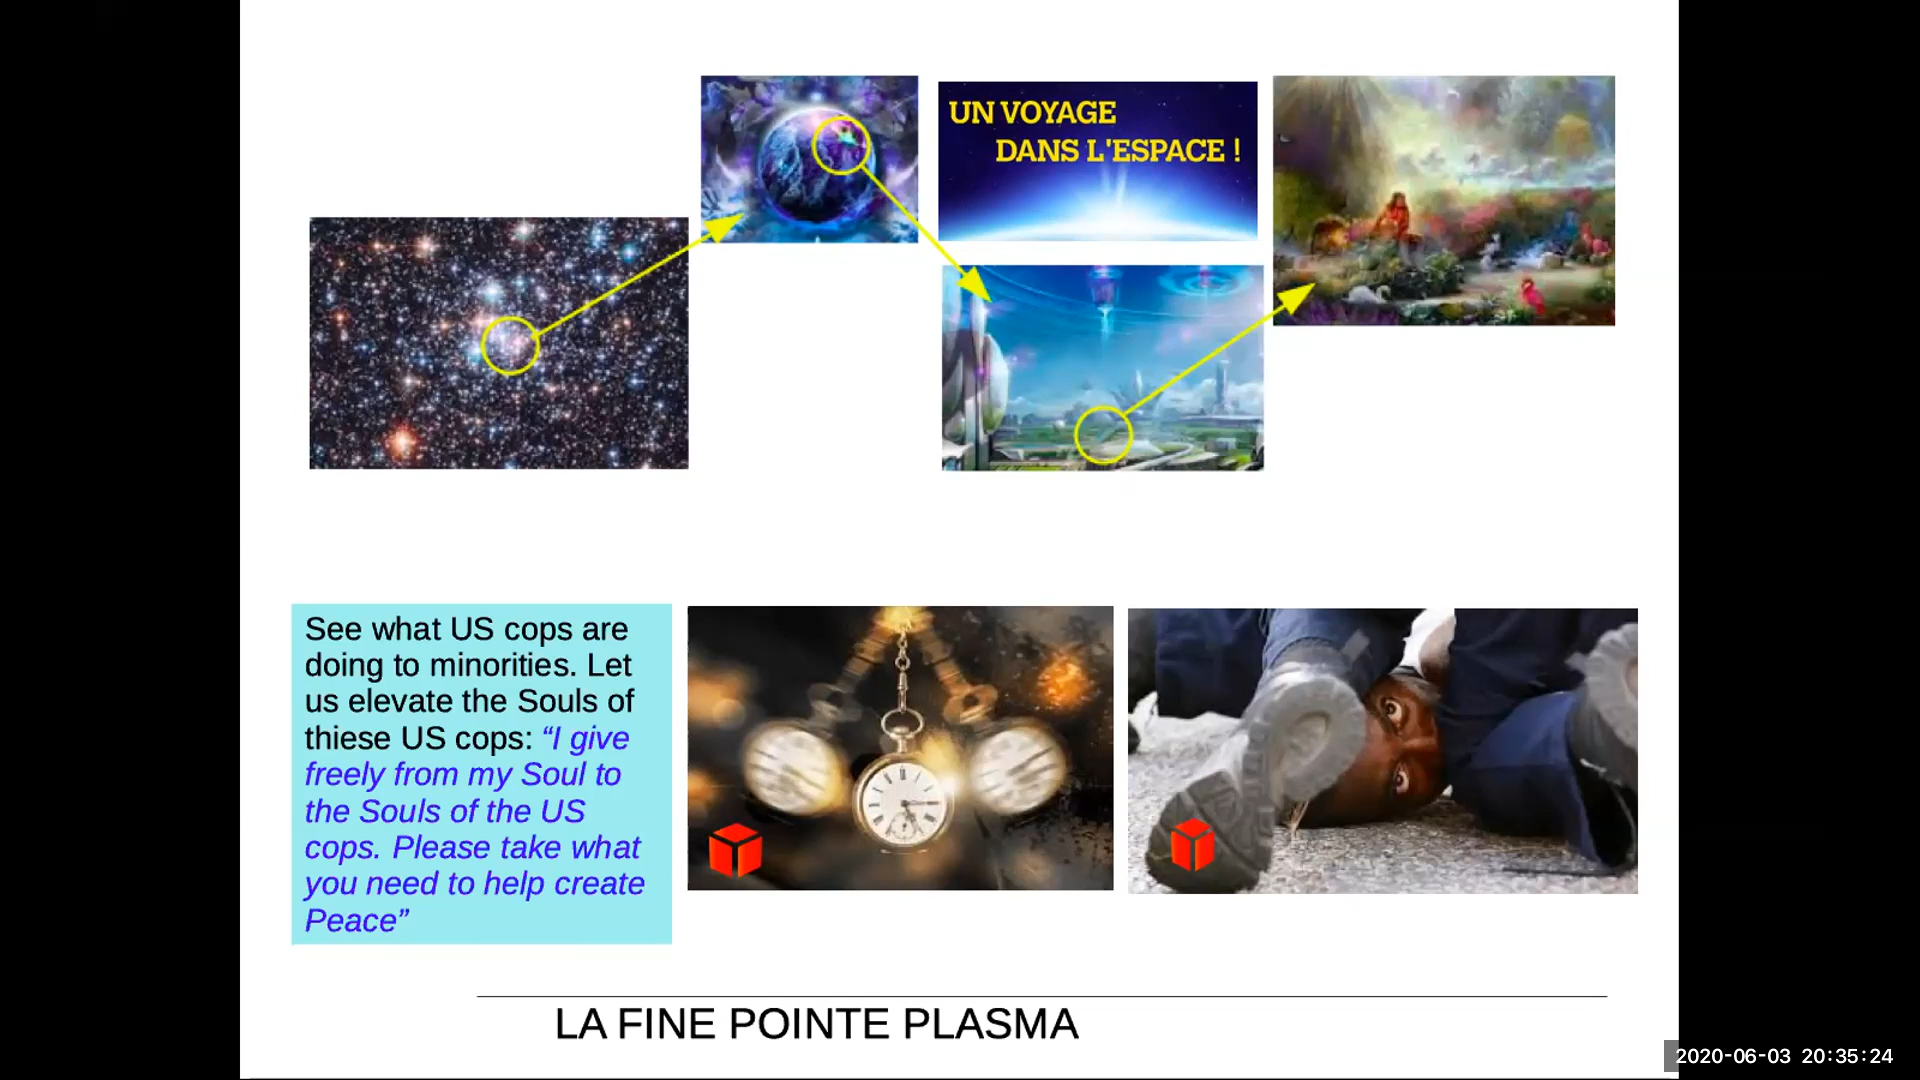 UN VOYAGE
DANS L'ESPACE !
See what US cops are
doing to minorities. Let
us elevate the Souls of
thiese US cops: “I give
freely from my Soul to
the Souls of the US
cops. Please take what
you need to help create
Peace”
LA FINE POINTE PLASMA
2020-06-03 20:35:24